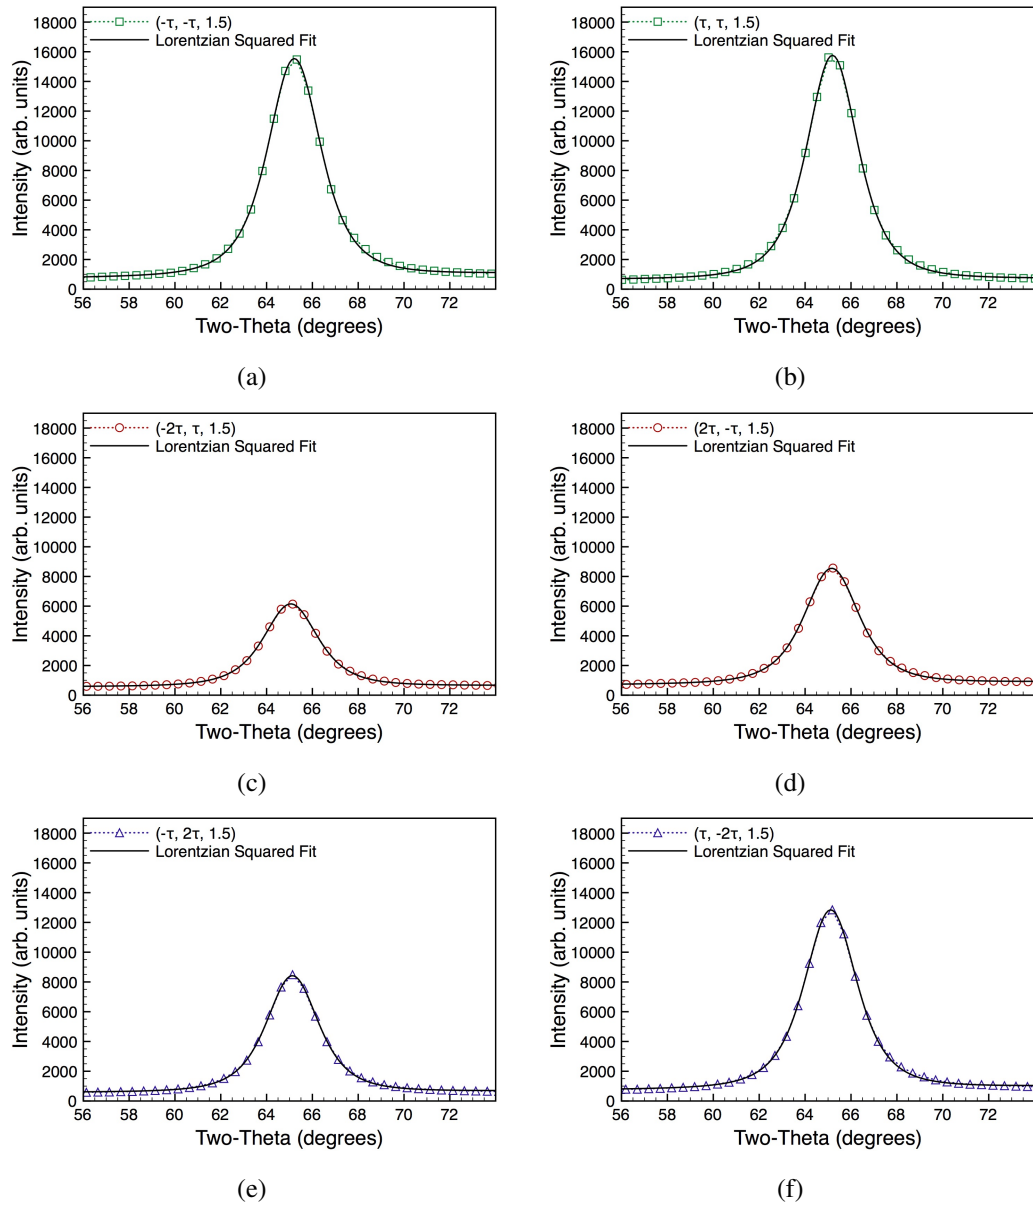 (-τ, -τ, 1.5)
Lorentzian Squared Fit
Intensity (arb. units)
18000
16000
14000
12000
10000
8000
6000
4000
2000
0
56 58 60 62 64 66 68 70 72
Two-Theta (degrees)
(a)
(τ, τ, 1.5)
Lorentzian Squared Fit
Intensity (arb. units)
18000
16000
14000
12000
10000
8000
6000
4000
2000
0
56 58 60 62 64 66 68 70 72
Two-Theta (degrees)
(b)
(-2τ, τ, 1.5)
Lorentzian Squared Fit
Intensity (arb. units)
18000
16000
14000
12000
10000
8000
6000
4000
2000
0
56 58 60 62 64 66 68 70 72
Two-Theta (degrees)
(c)
(2τ, -τ, 1.5)
Lorentzian Squared Fit
Intensity (arb. units)
18000
16000
14000
12000
10000
8000
6000
4000
2000
0
56 58 60 62 64 66 68 70 72
Two-Theta (degrees)
(d)
(-τ, 2τ, 1.5)
Lorentzian Squared Fit
Intensity (arb. units)
18000
16000
14000
12000
10000
8000
6000
4000
2000
0
56 58 60 62 64 66 68 70 72
Two-Theta (degrees)
(e)
(τ, -2τ, 1.5)
Lorentzian Squared Fit
Intensity (arb. units)
18000
16000
14000
12000
10000
8000
6000
4000
2000
0
56 58 60 62 64 66 68 70 72
Two-Theta (degrees)
(f)